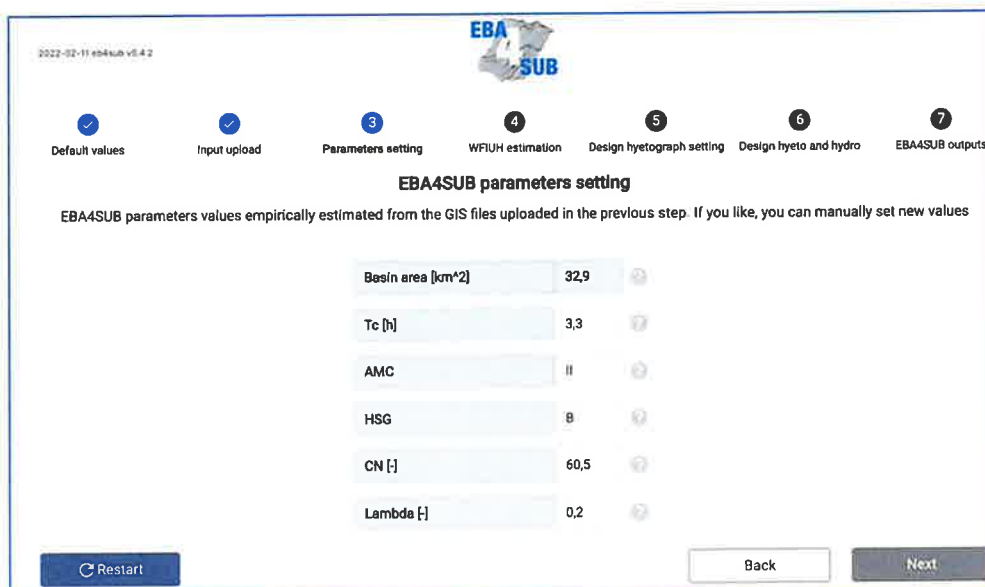 EBA
4
SUB
2022-02-11 eb4sub v0.4.2
3 4 5 6 7
Default values Input upload Parameters setting WFIUH estimation Design hyetograph setting Design hyeto and hydro EBA4SUB outputs
EBA4SUB parameters setting
EBA4SUB parameters values empirically estimated from the GIS files uploaded in the previous step. If you like, you can manually set new values
Basin area [km^2] 32,9 ?
Tc [h] 3,3 ?
AMC II ?
HSG B ?
CN [-] 60,5 ?
Lambda [-] 0,2 ?
Restart Back Next